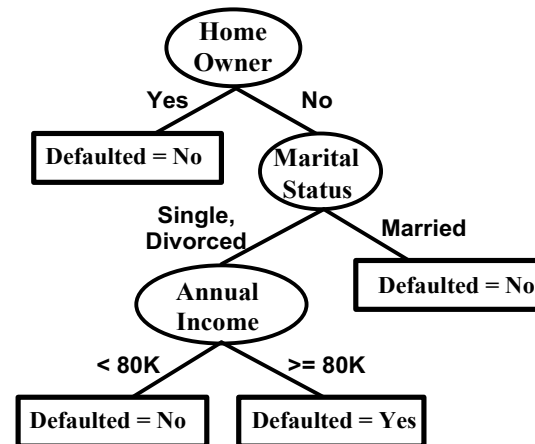 Home
Owner
Yes
No
Defaulted = No
Marital
Status
Single,
Divorced
Married
Annual
Income
Defaulted = No
< 80K
>= 80K
Defaulted = No
Defaulted = Yes